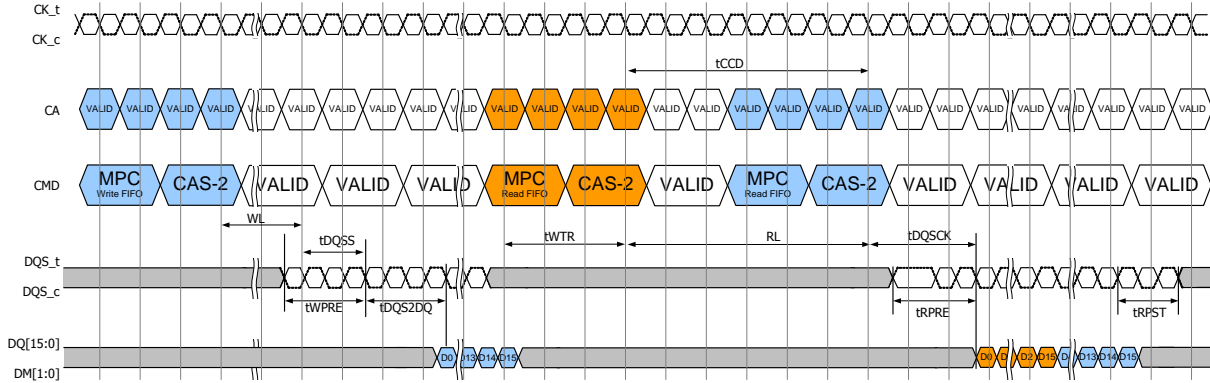 CK_t
CK_c
tCCD
CA
VALID VALID VALID VALID VALID VALID VALID VALID VALID VALID VALID VALID VALID VALID VALID VALID VALID VALID VALID VALID VALID VALID VALID VALID VALID VALID VALID VALID
CMD
MPC CAS-2 VALID VALID VALID MPC CAS-2 VALID MPC CAS-2 VALID VALID VALID VALID
Write FIFO Read FIFO Read FIFO
WL
tDQSS tWTR RL tDQSCK
DQS_t
DQS_c
tWPRE tDQS2DQ tRPRE tRPST
DQ[15:0]
D0 D13 D14 D15 D0 D2 D15 D13 D14 D15
DM[1:0]